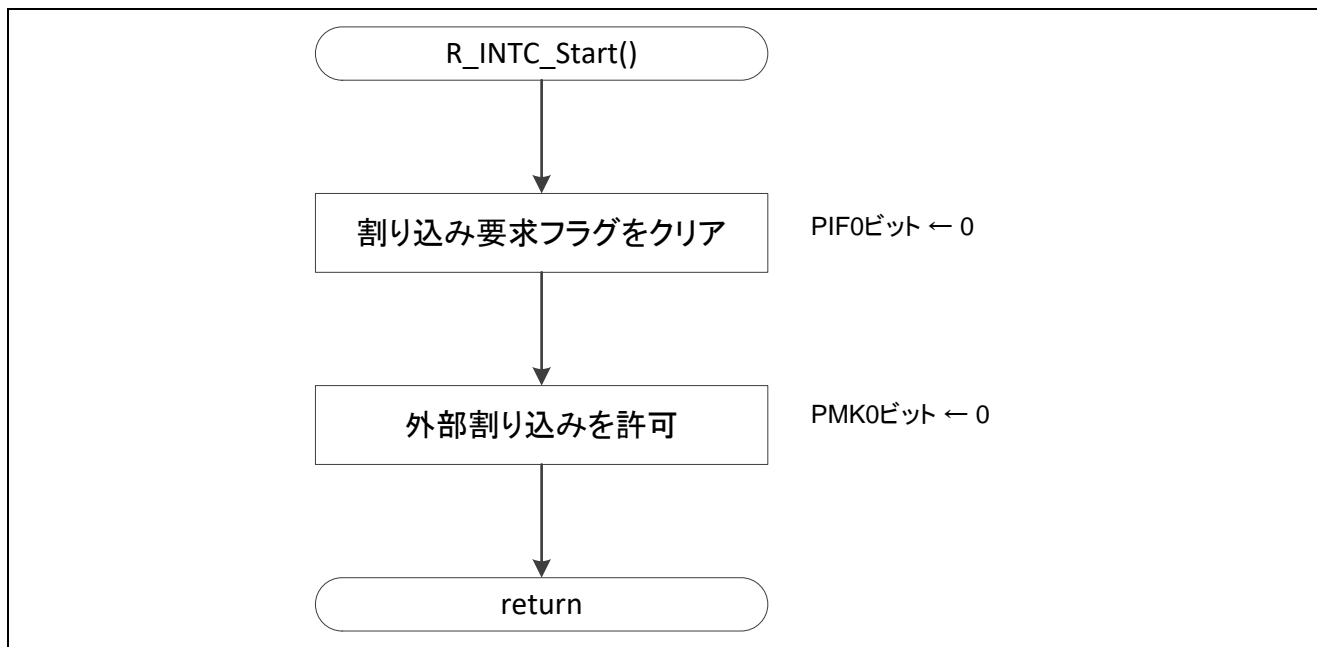 R_INTC_Start()
割り込み要求フラグをクリア
PIF0ビット ← 0
外部割り込みを許可
PMK0ビット ← 0
return